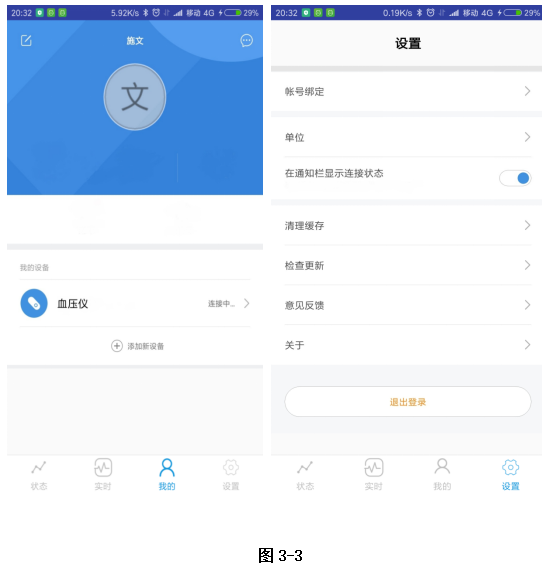 20:32 5.92K/s 移动 4G 29%
施文
文
我的设备
血压仪 连接中...
添加新设备
状态 实时 我的 设置
20:32 0.19K/s 移动 4G 29%
设置
帐号绑定
单位
在通知栏显示连接状态
清理缓存
检查更新
意见反馈
关于
退出登录
状态 实时 我的 设置
图 3-3